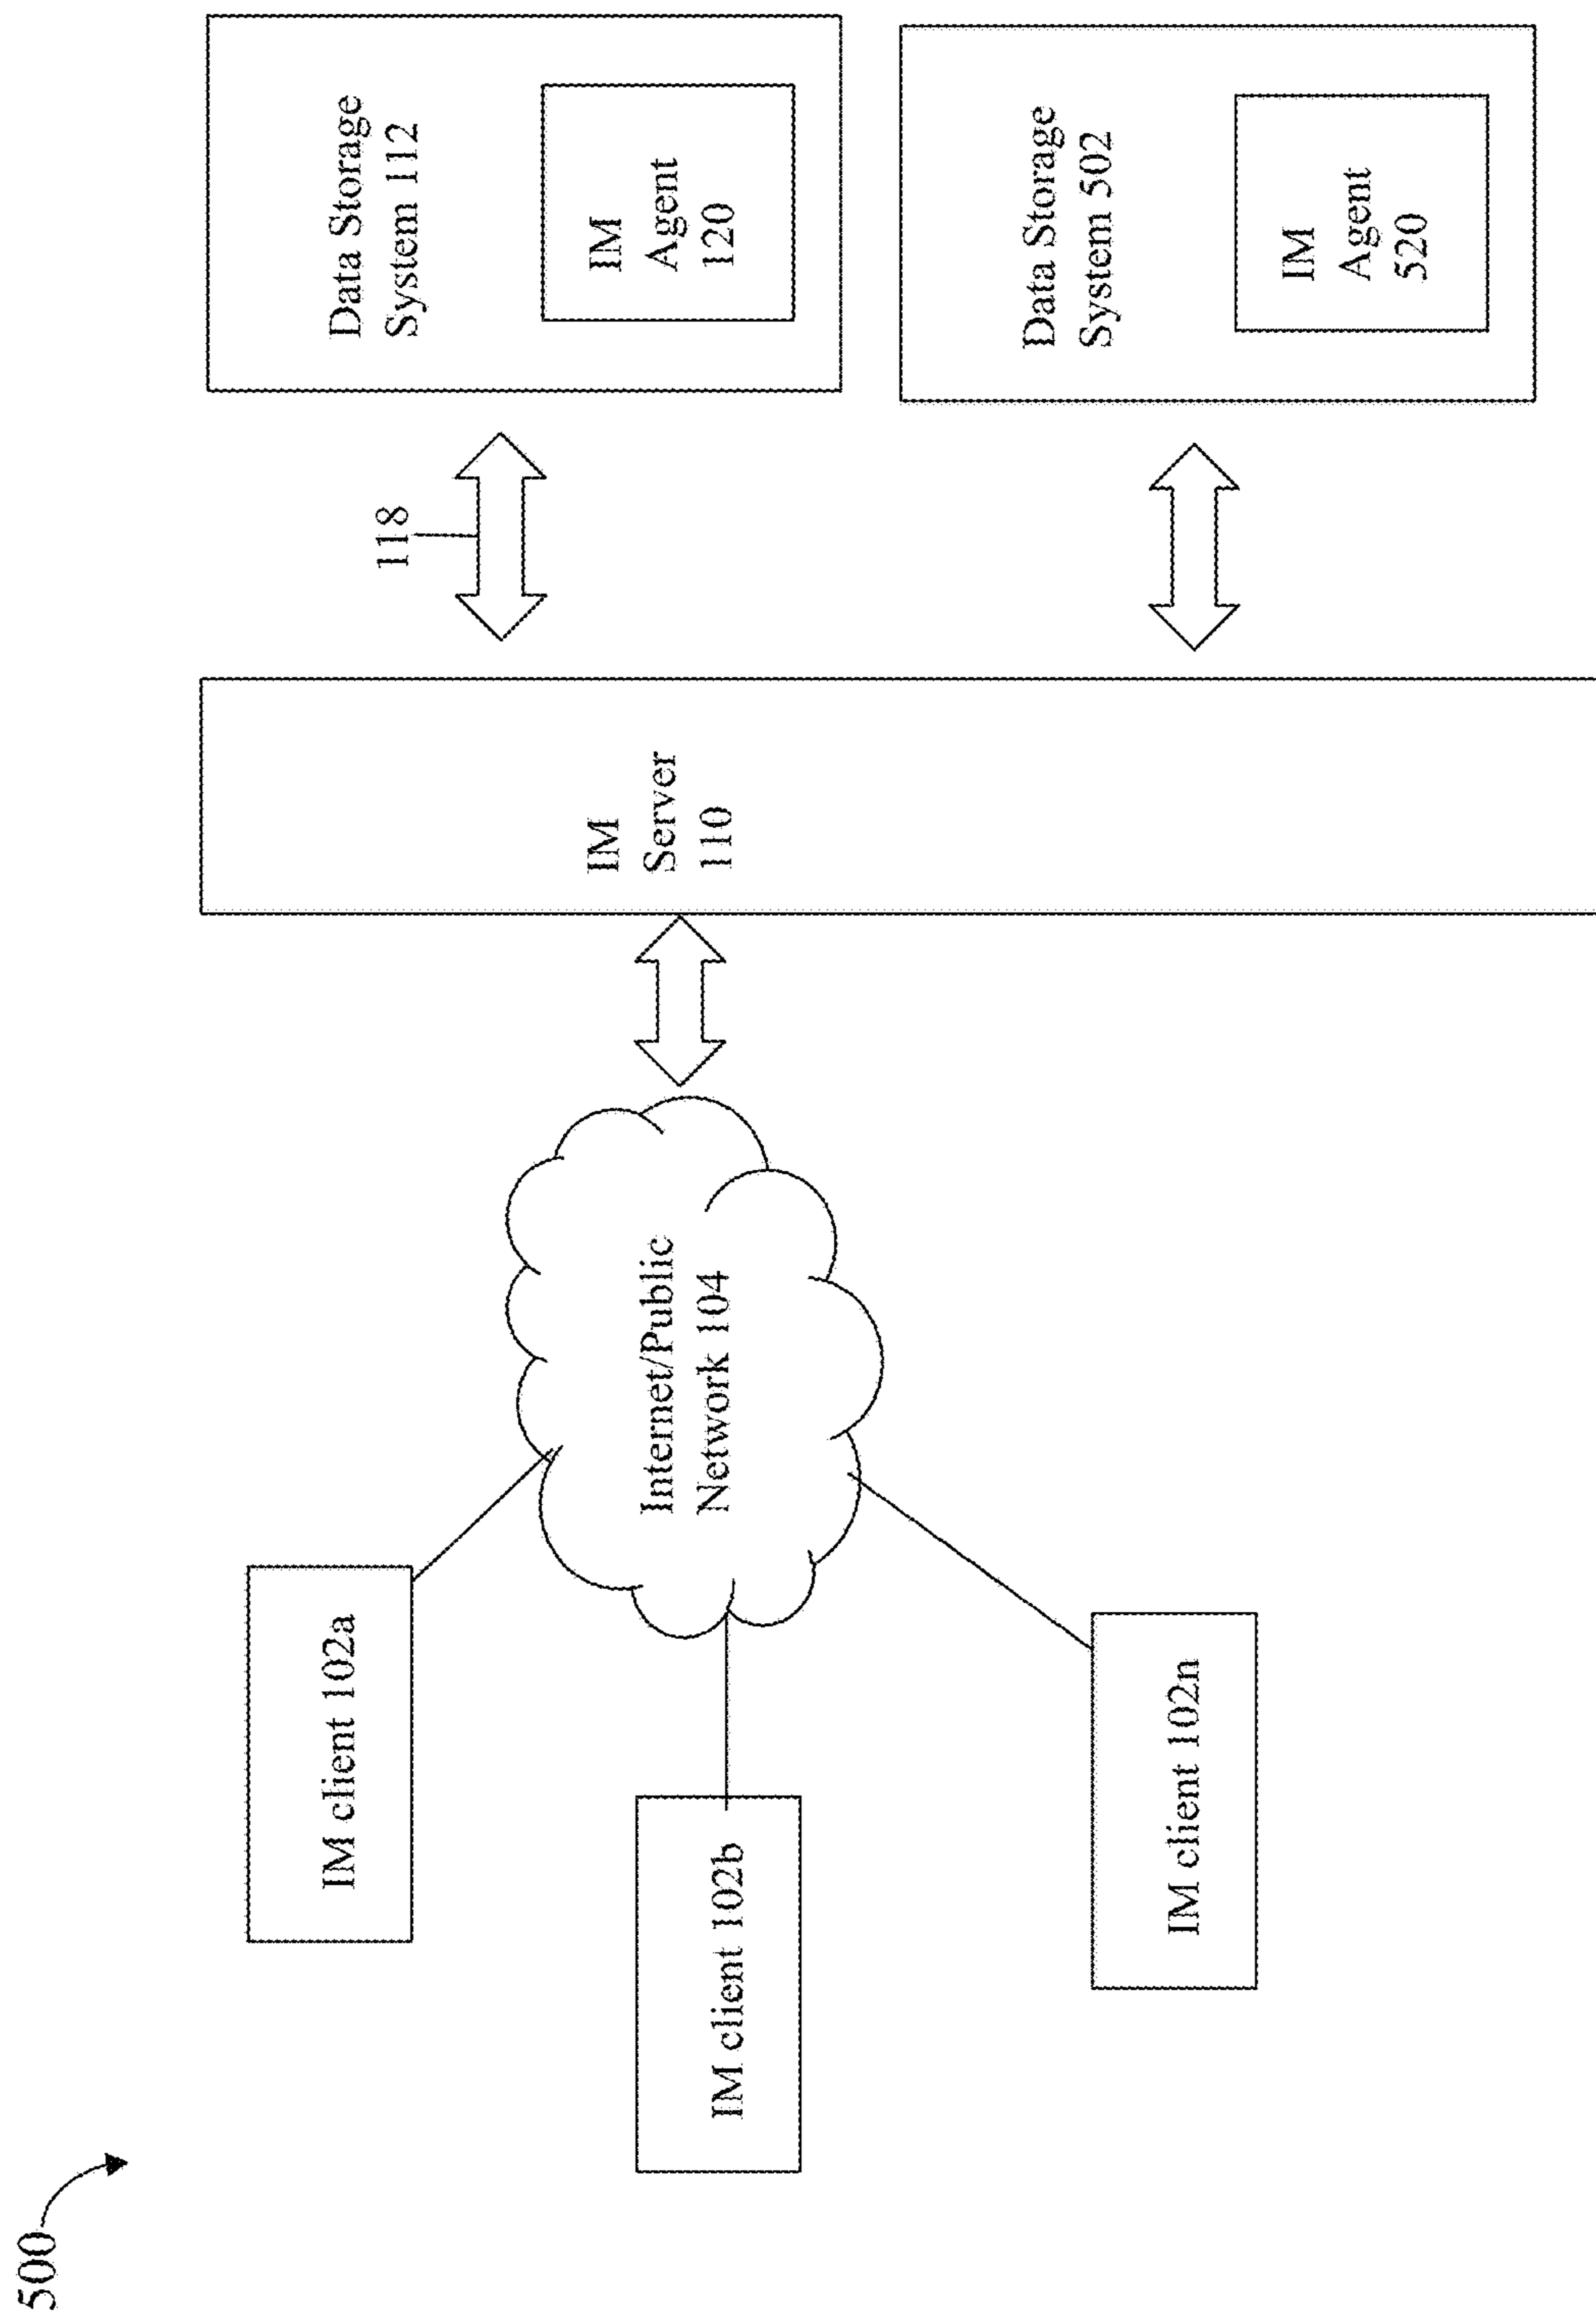 500
IM client 102a
IM client 102b
IM client 102n
Internet/Public
Network 104
IM
Server
110
118
Data Storage
System 112
IM
Agent
120
Data Storage
System 502
IM
Agent
520